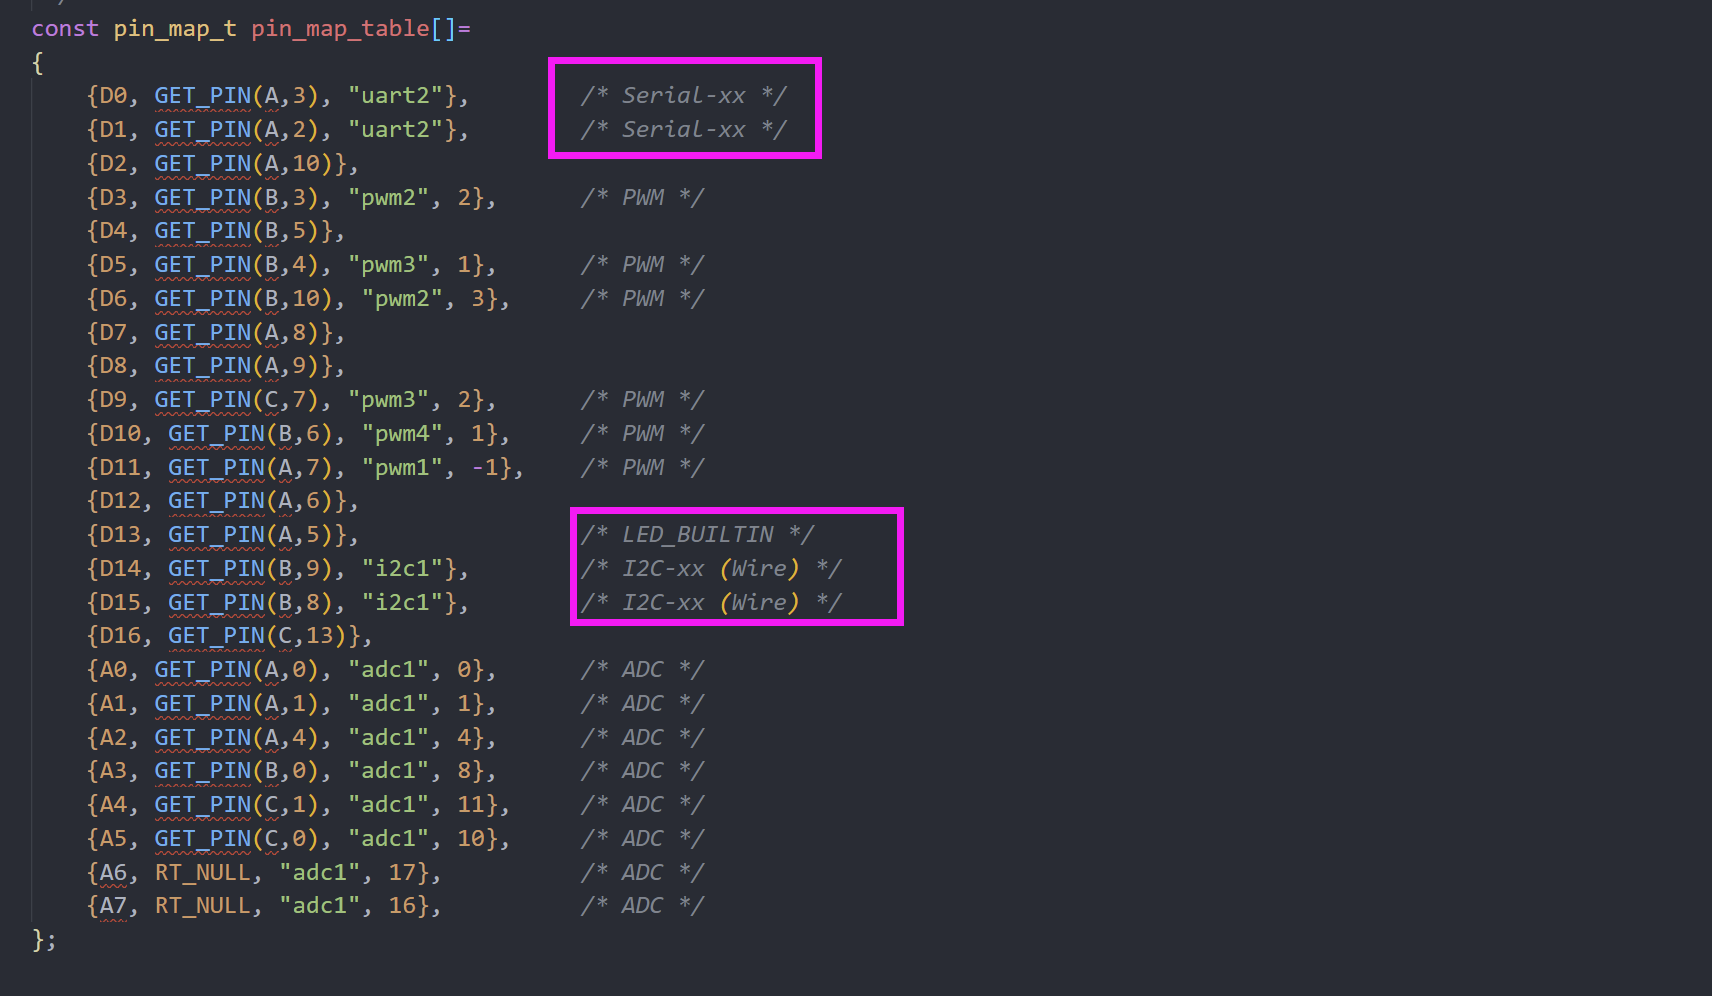 const pin_map_t pin_map_table[]=
{
    {D0, GET_PIN(A,3), "uart2"},        /* Serial-xx */
    {D1, GET_PIN(A,2), "uart2"},        /* Serial-xx */
    {D2, GET_PIN(A,10)},
    {D3, GET_PIN(B,3), "pwm2", 2},      /* PWM */
    {D4, GET_PIN(B,5)},
    {D5, GET_PIN(B,4), "pwm3", 1},      /* PWM */
    {D6, GET_PIN(B,10), "pwm2", 3},     /* PWM */
    {D7, GET_PIN(A,8)},
    {D8, GET_PIN(A,9)},
    {D9, GET_PIN(C,7), "pwm3", 2},      /* PWM */
    {D10, GET_PIN(B,6), "pwm4", 1},     /* PWM */
    {D11, GET_PIN(A,7), "pwm1", -1},    /* PWM */
    {D12, GET_PIN(A,6)},
    {D13, GET_PIN(A,5)},                /* LED_BUILTIN */
    {D14, GET_PIN(B,9), "i2c1"},        /* I2C-xx (Wire) */
    {D15, GET_PIN(B,8), "i2c1"},        /* I2C-xx (Wire) */
    {D16, GET_PIN(C,13)},
    {A0, GET_PIN(A,0), "adc1", 0},      /* ADC */
    {A1, GET_PIN(A,1), "adc1", 1},      /* ADC */
    {A2, GET_PIN(A,4), "adc1", 4},      /* ADC */
    {A3, GET_PIN(B,0), "adc1", 8},      /* ADC */
    {A4, GET_PIN(C,1), "adc1", 11},     /* ADC */
    {A5, GET_PIN(C,0), "adc1", 10},     /* ADC */
    {A6, RT_NULL, "adc1", 17},          /* ADC */
    {A7, RT_NULL, "adc1", 16},          /* ADC */
};